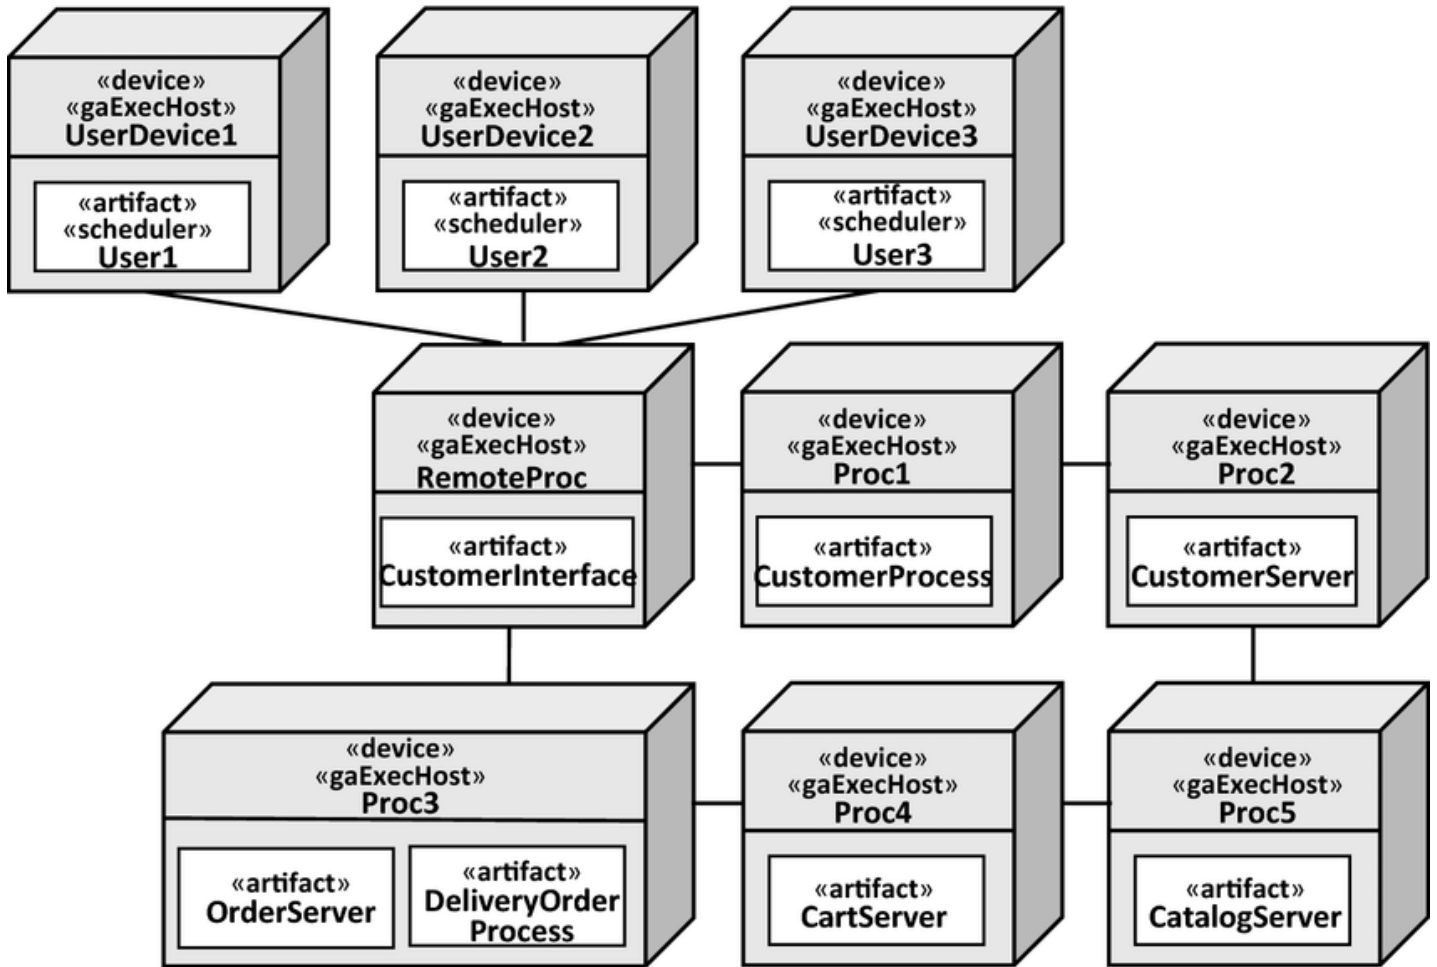 «device»
«gaExecHost»
UserDevice1
«artifact»
«scheduler»
User1
«device»
«gaExecHost»
UserDevice2
«artifact»
«scheduler»
User2
«device»
«gaExecHost»
UserDevice3
«artifact»
«scheduler»
User3
«device»
«gaExecHost»
RemoteProc
«artifact»
CustomerInterface
«device»
«gaExecHost»
Proc1
«artifact»
CustomerProcess
«device»
«gaExecHost»
Proc2
«artifact»
CustomerServer
«device»
«gaExecHost»
Proc3
«artifact»
OrderServer
«artifact»
DeliveryOrder
Process
«device»
«gaExecHost»
Proc4
«artifact»
CartServer
«device»
«gaExecHost»
Proc5
«artifact»
CatalogServer